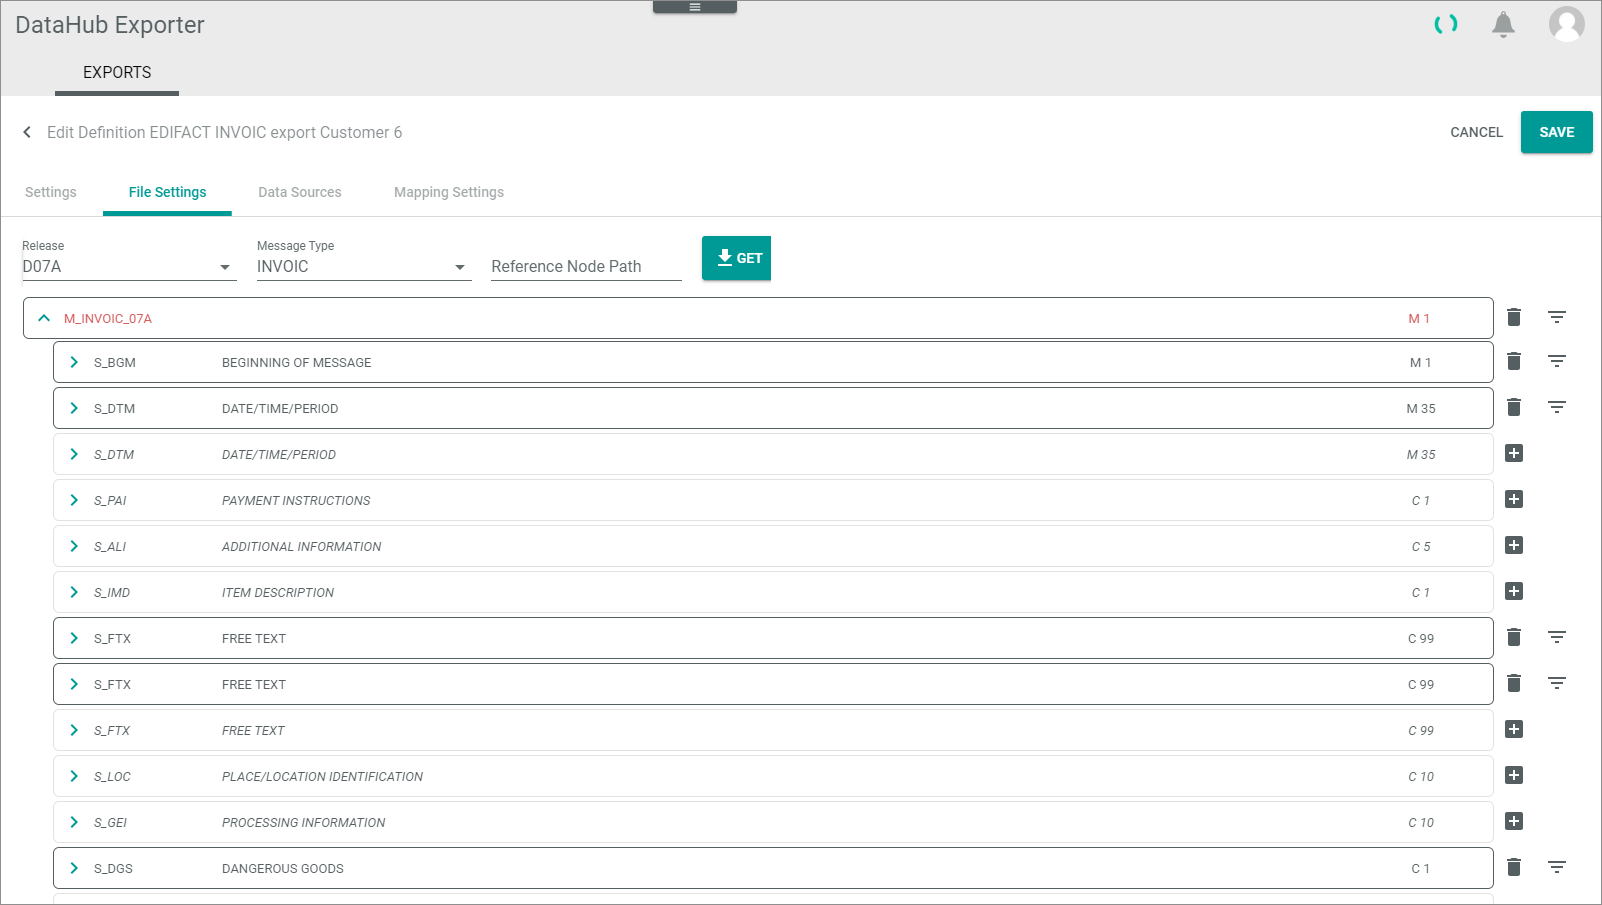 DataHub Exporter
EXPORTS
Edit Definition EDIFACT INVOIC export Customer 6
CANCEL
SAVE
Settings
File Settings
Data Sources
Mapping Settings
Release
Message Type
D07A
INVOIC
Reference Node Path
GET
M_INVOIC_07A M 1
S_BGM BEGINNING OF MESSAGE M 1
S_DTM DATE/TIME/PERIOD M 35
S_DTM DATE/TIME/PERIOD M 35
S_PAI PAYMENT INSTRUCTIONS C 1
S_ALI ADDITIONAL INFORMATION C 5
S_IMD ITEM DESCRIPTION C 1
S_FTX FREE TEXT C 99
S_FTX FREE TEXT C 99
S_FTX FREE TEXT C 99
S_LOC PLACE/LOCATION IDENTIFICATION C 10
S_GEI PROCESSING INFORMATION C 10
S_DGS DANGEROUS GOODS C 1